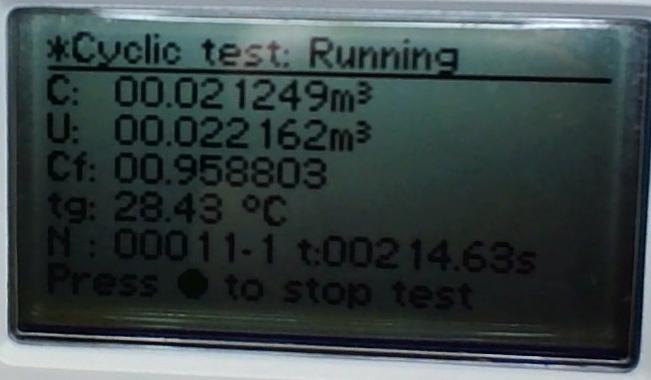 *Cyclic test: Running
C: 00.021249m³
U: 00.022162m³
Cf: 00.958803
tg: 28.43 °C
N : 00011-1 t:00214.63s
Press ● to stop test